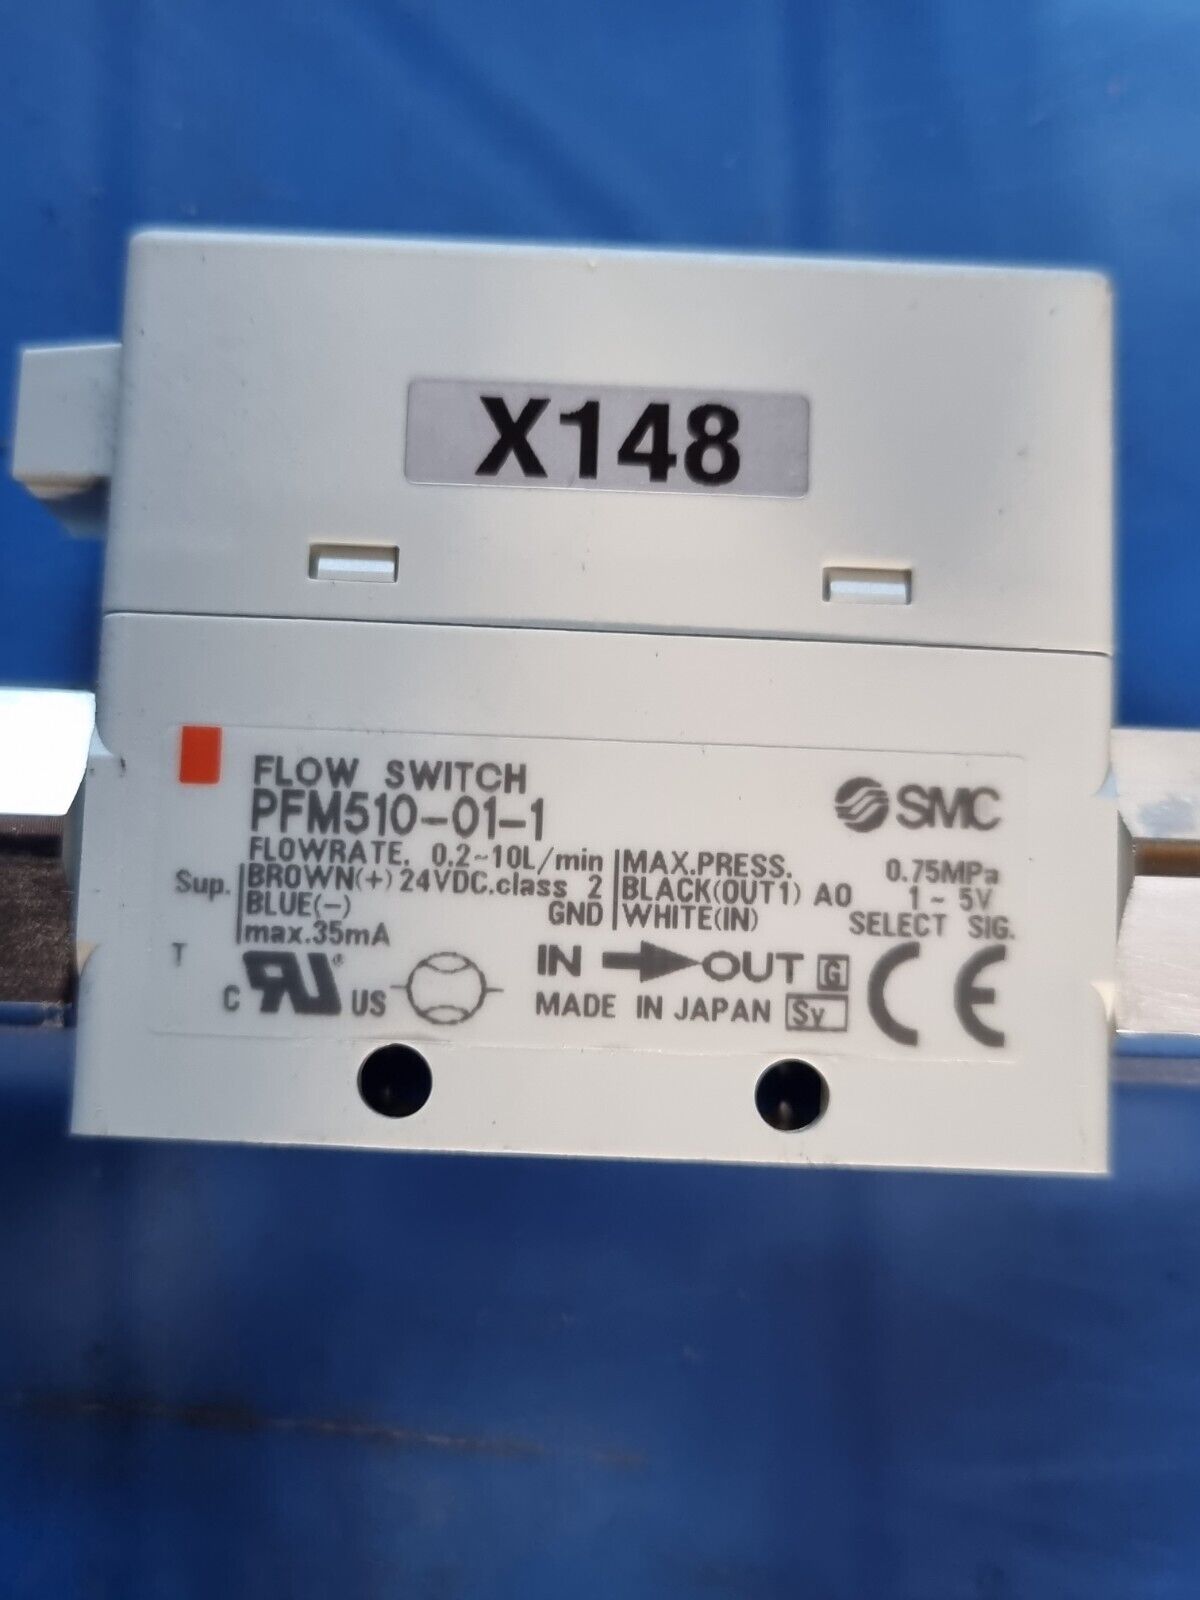 X148
FLOW SWITCH
PFM510-01-1
SMC
FLOWRATE. 0.2~10L/min MAX.PRESS. 0.75MPa
Sup. BROWN(+) 24VDC.class 2 BLACK(OUT1) AO 1~5V
BLUE(-) GND WHITE(IN) SELECT SIG.
max.35mA
T
C RU® US
IN OUT G
MADE IN JAPAN Sy
CE